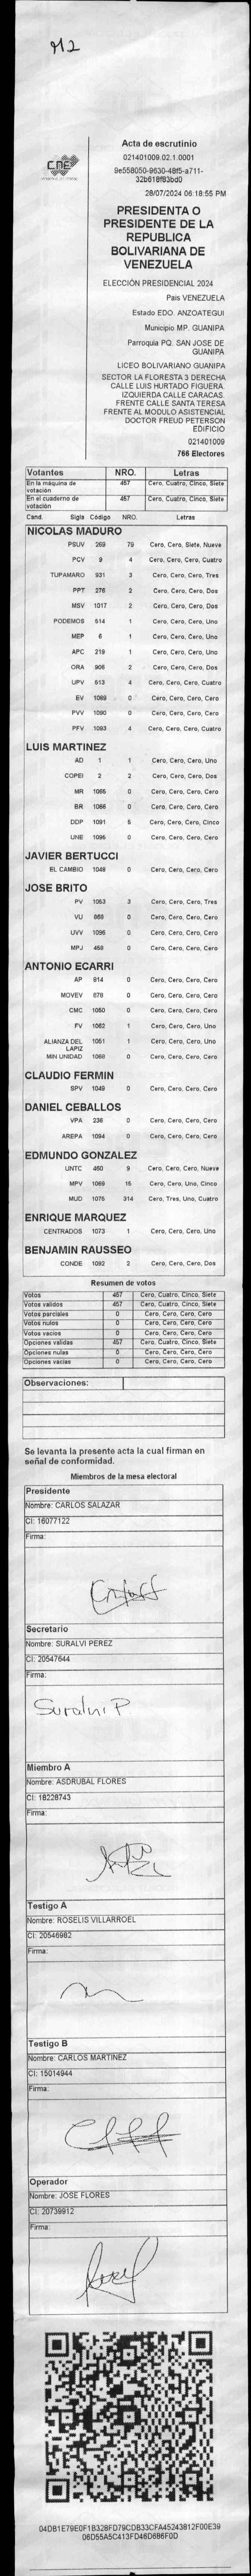 M2
CNE
Acta de escrutinio
021401009.02.1.0001
9e558050-9630-48f5-a711-
32b618f83bd0
28/07/2024 06:18:55 PM
PRESIDENTA O
PRESIDENTE DE LA
REPUBLICA
BOLIVARIANA DE
VENEZUELA
ELECCIÓN PRESIDENCIAL 2024
Pais VENEZUELA
Estado EDO. ANZOATEGUI
Municipio MP. GUANIPA
Parroquia PQ. SAN JOSE DE
GUANIPA
LICEO BOLIVARIANO GUANIPA
SECTOR LA FLORESTA 3 DERECHA
CALLE LUIS HURTADO FIGUERA.
IZQUIERDA CALLE CARACAS.
FRENTE CALLE SANTA TERESA
FRENTE AL MODULO ASISTENCIAL
DOCTOR FREUD PETERSON
EDIFICIO
021401009
766 Electores
Votantes NRO. Letras
En la máquina de votación 457 Cero, Cuatro, Cinco, Siete
En el cuaderno de votación 457 Cero, Cuatro, Cinco, Siete
Cand. Sigla Código NRO. Letras
NICOLAS MADURO
PSUV 269 79 Cero, Cero, Siete, Nueve
PCV 9 4 Cero, Cero, Cero, Cuatro
TUPAMARO 931 3 Cero, Cero, Cero, Tres
PPT 276 2 Cero, Cero, Cero, Dos
MSV 1017 2 Cero, Cero, Cero, Dos
PODEMOS 514 1 Cero, Cero, Cero, Uno
MEP 6 1 Cero, Cero, Cero, Uno
APC 219 1 Cero, Cero, Cero, Uno
ORA 906 2 Cero, Cero, Cero, Dos
UPV 513 4 Cero, Cero, Cero, Cuatro
EV 1089 0 Cero, Cero, Cero, Cero
PVV 1090 0 Cero, Cero, Cero, Cero
PFV 1093 4 Cero, Cero, Cero, Cuatro
LUIS MARTINEZ
AD 1 1 Cero, Cero, Cero, Uno
COPEI 2 2 Cero, Cero, Cero, Dos
MR 1065 0 Cero, Cero, Cero, Cero
BR 1066 0 Cero, Cero, Cero, Cero
DDP 1091 5 Cero, Cero, Cero, Cinco
UNE 1095 0 Cero, Cero, Cero, Cero
JAVIER BERTUCCI
EL CAMBIO 1048 0 Cero, Cero, Cero, Cero
JOSE BRITO
PV 1053 3 Cero, Cero, Cero, Tres
VU 868 0 Cero, Cero, Cero, Cero
UVV 1096 0 Cero, Cero, Cero, Cero
MPJ 459 0 Cero, Cero, Cero, Cero
ANTONIO ECARRI
AP 814 0 Cero, Cero, Cero, Cero
MOVEV 878 0 Cero, Cero, Cero, Cero
CMC 1050 0 Cero, Cero, Cero, Cero
FV 1062 1 Cero, Cero, Cero, Uno
ALIANZA DEL LAPIZ 1051 1 Cero, Cero, Cero, Uno
MIN UNIDAD 1068 0 Cero, Cero, Cero, Cero
CLAUDIO FERMIN
SPV 1049 0 Cero, Cero, Cero, Cero
DANIEL CEBALLOS
VPA 236 0 Cero, Cero, Cero, Cero
AREPA 1094 0 Cero, Cero, Cero, Cero
EDMUNDO GONZALEZ
UNTC 460 9 Cero, Cero, Cero, Nueve
MPV 1069 15 Cero, Cero, Uno, Cinco
MUD 1075 314 Cero, Tres, Uno, Cuatro
ENRIQUE MARQUEZ
CENTRADOS 1073 1 Cero, Cero, Cero, Uno
BENJAMIN RAUSSEO
CONDE 1092 2 Cero, Cero, Cero, Dos
Resumen de votos
Votos 457 Cero, Cuatro, Cinco, Siete
Votos validos 457 Cero, Cuatro, Cinco, Siete
Votos parciales 0 Cero, Cero, Cero, Cero
Votos nulos 0 Cero, Cero, Cero, Cero
Votos vacios 0 Cero, Cero, Cero, Cero
Opciones validas 457 Cero, Cuatro, Cinco, Siete
Opciones nulas 0 Cero, Cero, Cero, Cero
Opciones vacias 0 Cero, Cero, Cero, Cero
Observaciones:
Se levanta la presente acta la cual firman en
señal de conformidad.
Miembros de la mesa electoral
Presidente
Nombre: CARLOS SALAZAR
CI: 16077122
Firma:
Secretario
Nombre: SURALVI PEREZ
CI: 20547644
Firma:
Suralvi P
Miembro A
Nombre: ASDRUBAL FLORES
CI: 18228743
Firma:
Testigo A
Nombre: ROSELIS VILLARROEL
CI: 20546982
Firma:
Testigo B
Nombre: CARLOS MARTINEZ
CI: 15014944
Firma:
Operador
Nombre: JOSE FLORES
CI: 20739912
Firma:
04DB1E79E0F1B328FD79CDB33CFA45243812F00E39
06D55A5C413FD46D686F0D